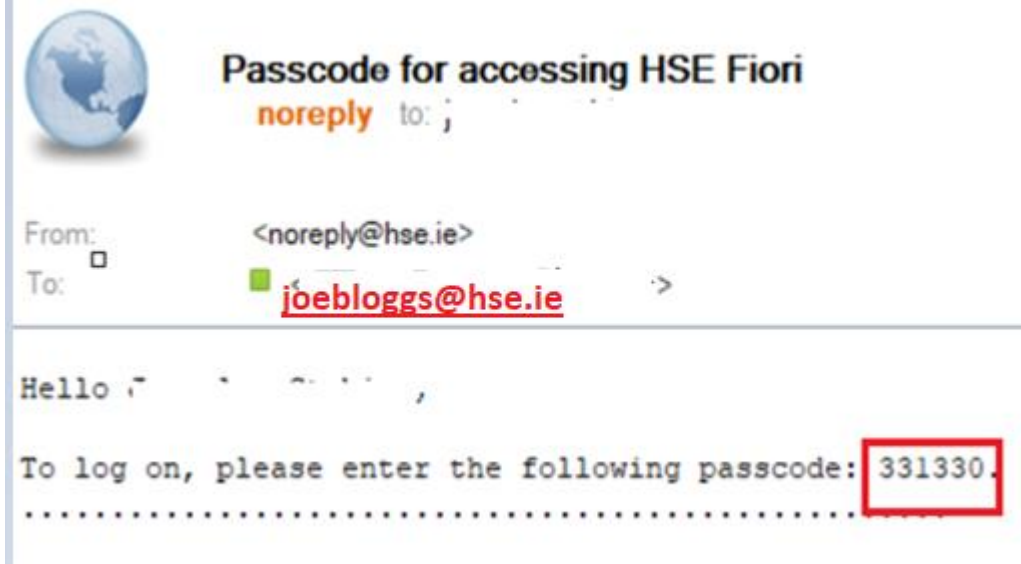 Passcode for accessing HSE Fiori
noreply to:
From: <noreply@hse.ie>
To: joebloggs@hse.ie
Hello
To log on, please enter the following passcode: 331330.
.....................................................